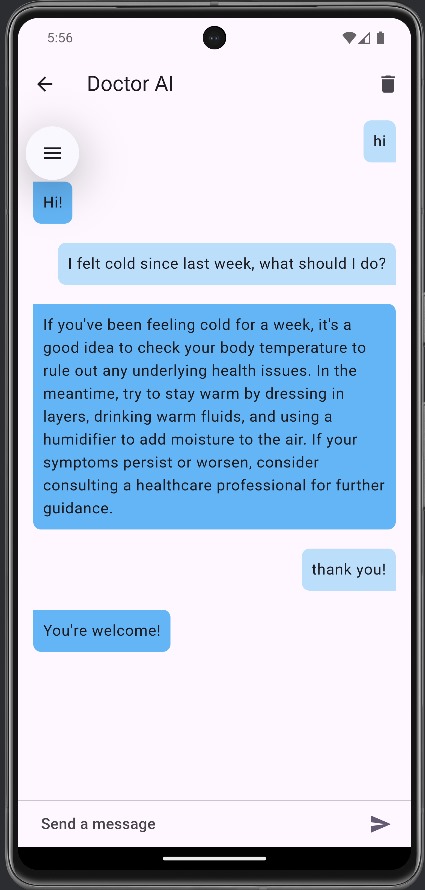 5:56
Doctor AI
hi
Hi!
I felt cold since last week, what should I do?
If you've been feeling cold for a week, it's a
good idea to check your body temperature to
rule out any underlying health issues. In the
meantime, try to stay warm by dressing in
layers, drinking warm fluids, and using a
humidifier to add moisture to the air. If your
symptoms persist or worsen, consider
consulting a healthcare professional for further
guidance.
thank you!
You're welcome!
Send a message